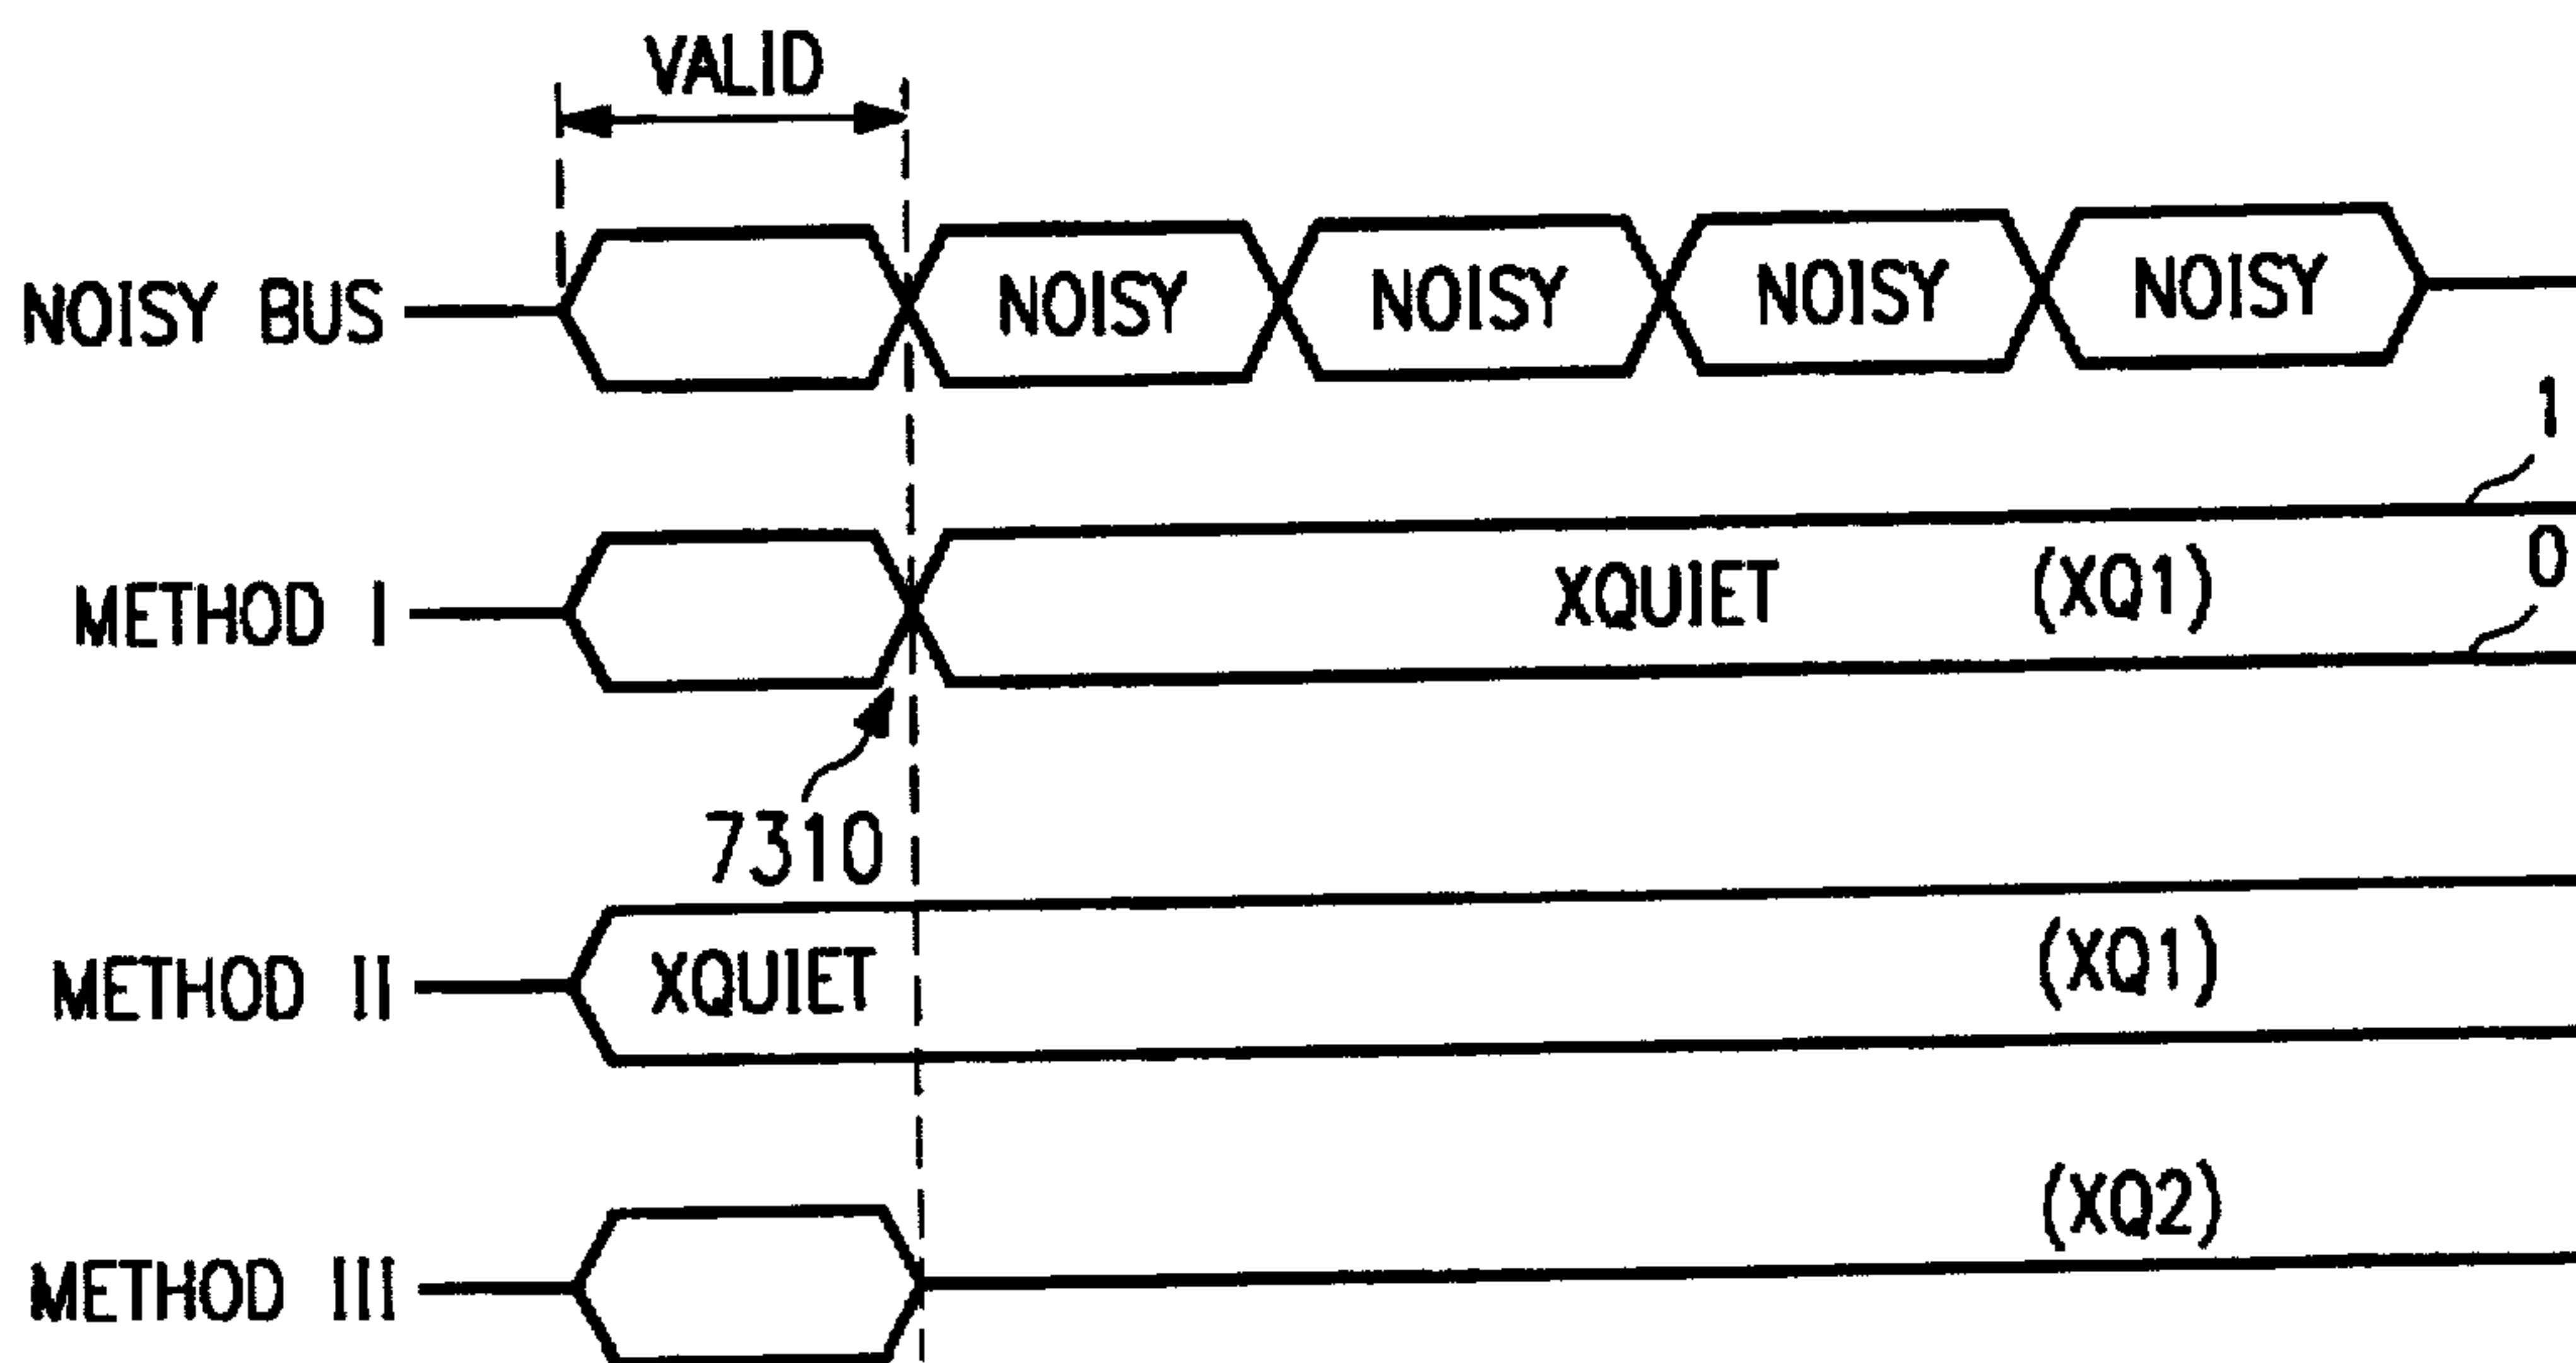 VALID
NOISY BUS NOISY NOISY NOISY NOISY
1
METHOD I XQUIET (XQ1) 0
7310
METHOD II XQUIET (XQ1)
METHOD III (XQ2)